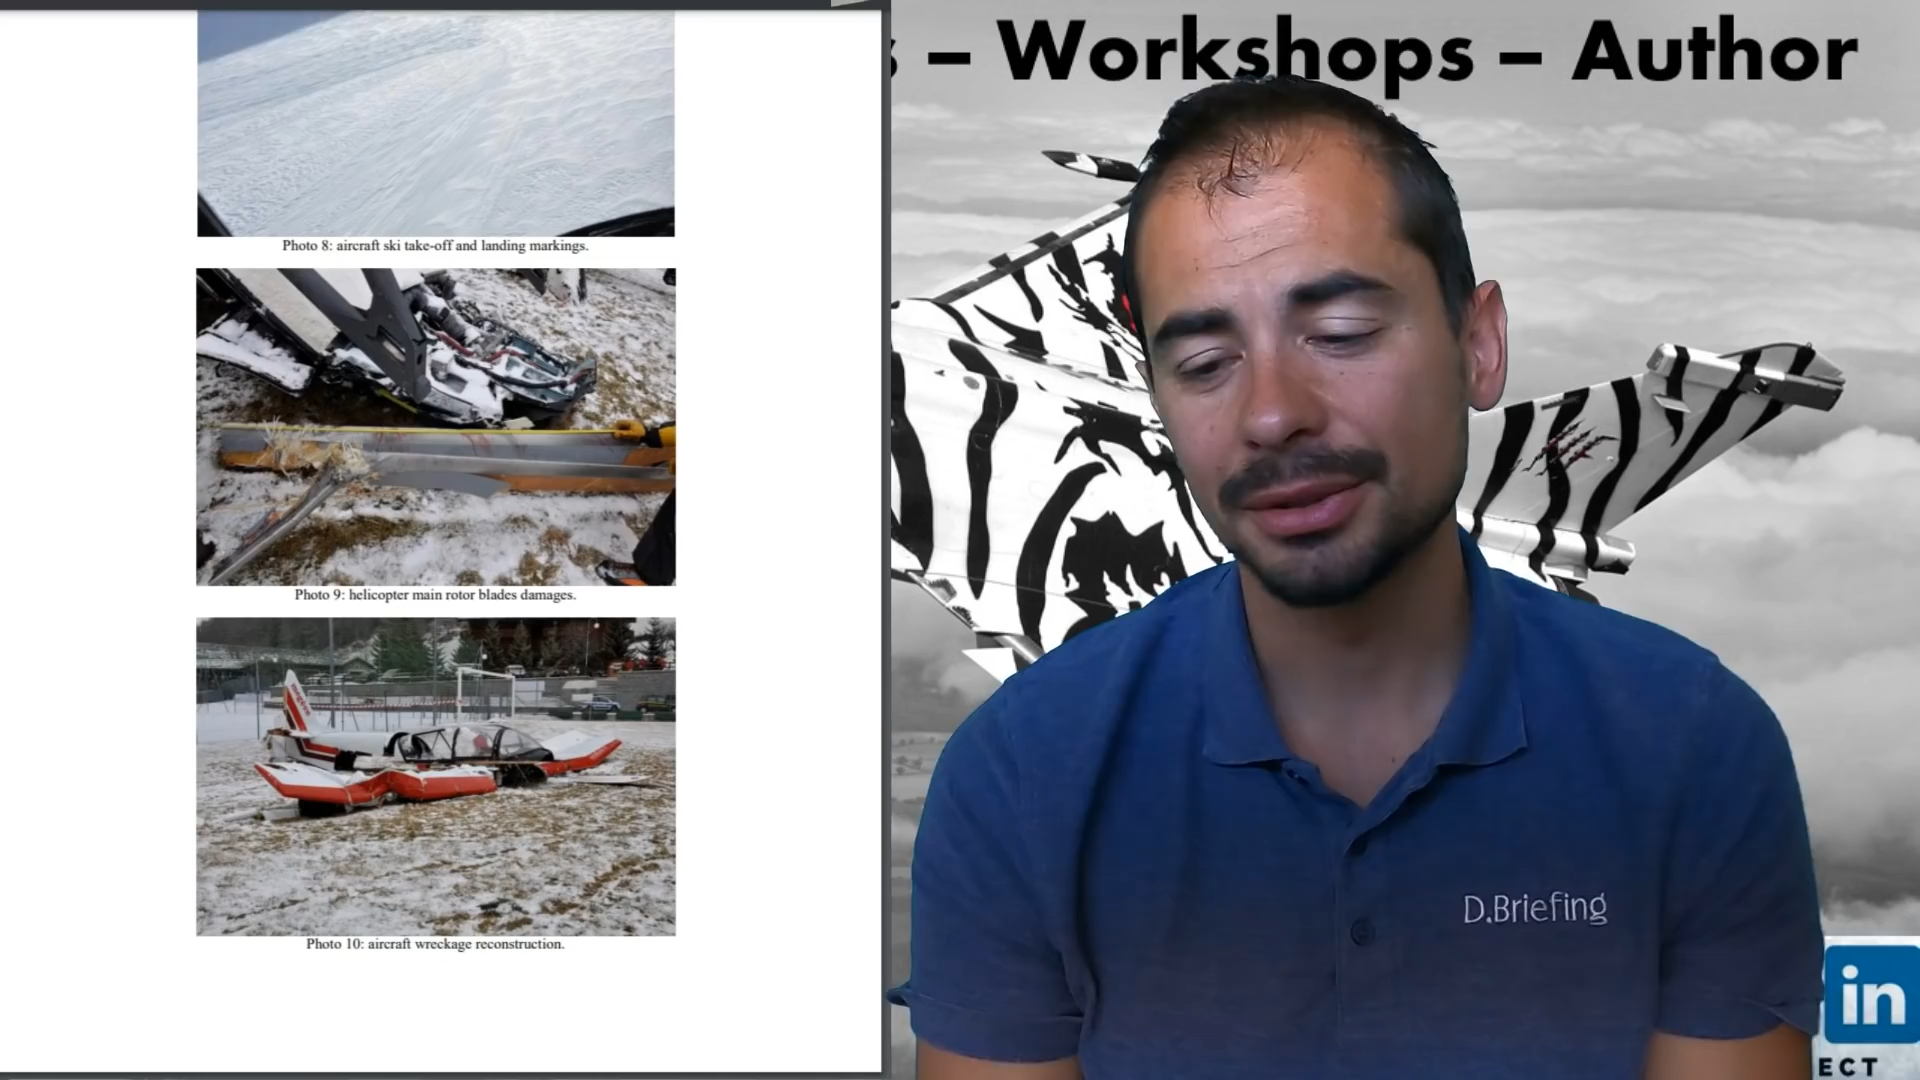 – Workshops – Author
Photo 8: aircraft ski take-off and landing markings.
Photo 9: helicopter main rotor blades damages.
Photo 10: aircraft wreckage reconstruction.
D.Briefing
in
ECT